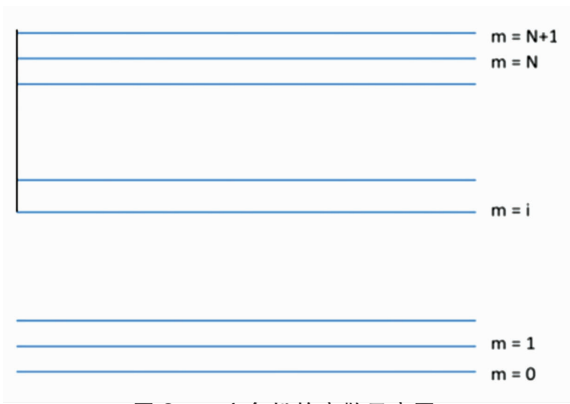 m = N+1
m = N
m = i
m = 1
m = 0